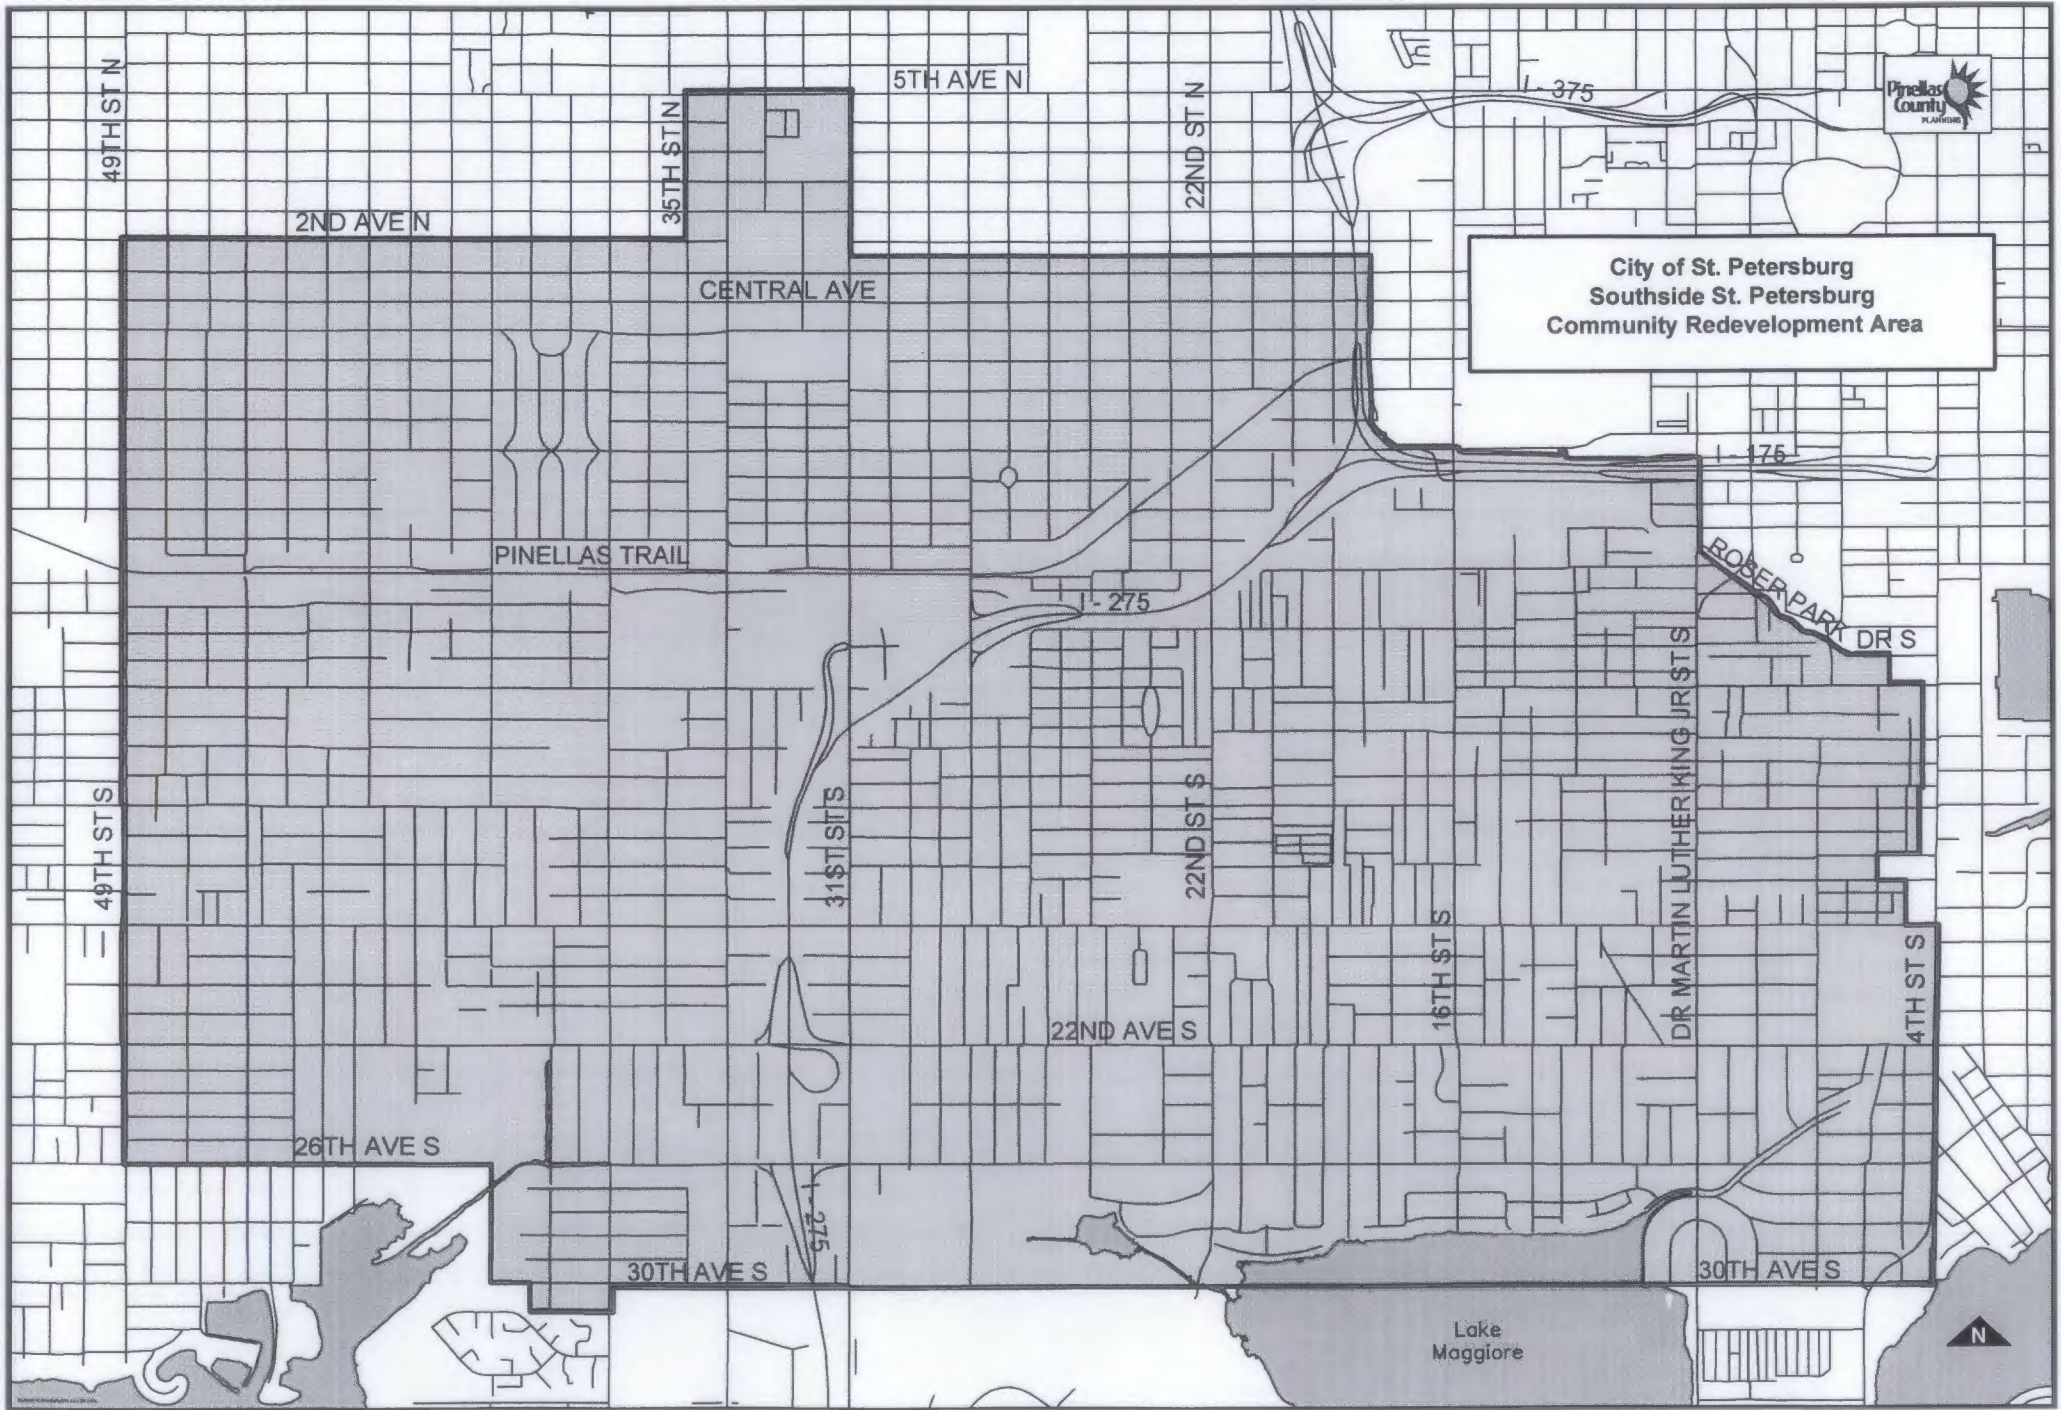 49TH ST N
35TH ST N
5TH AVE N
22ND ST N
I - 375
Pinellas
County
PLANNING
2ND AVE N
CENTRAL AVE
City of St. Petersburg
Southside St. Petersburg
Community Redevelopment Area
I - 175
PINELLAS TRAIL
I - 275
ROSER PARK DR S
49TH ST S
31ST ST S
22ND ST S
16TH ST S
DR MARTIN LUTHER KING JR ST S
4TH ST S
22ND AVE S
26TH AVE S
I - 275
30TH AVE S
30TH AVE S
Lake
Maggiore
N